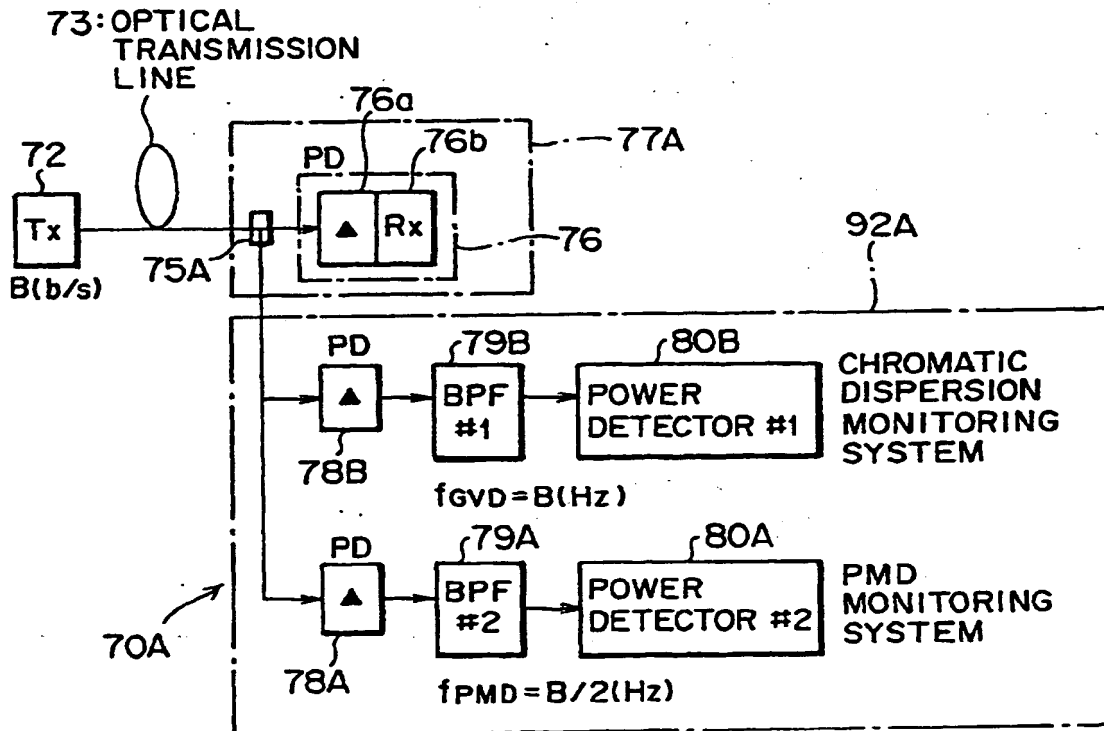 73: OPTICAL
TRANSMISSION
LINE
76a
76b
77A
72
PD
Tx
Rx
B(b/s)
75A
76
92A
PD
79B
80B
BPF
#1
POWER
DETECTOR #1
CHROMATIC
DISPERSION
MONITORING
SYSTEM
78B
fGVD=B(Hz)
PD
79A
80A
BPF
#2
POWER
DETECTOR #2
PMD
MONITORING
SYSTEM
70A
78A
fPMD=B/2(Hz)